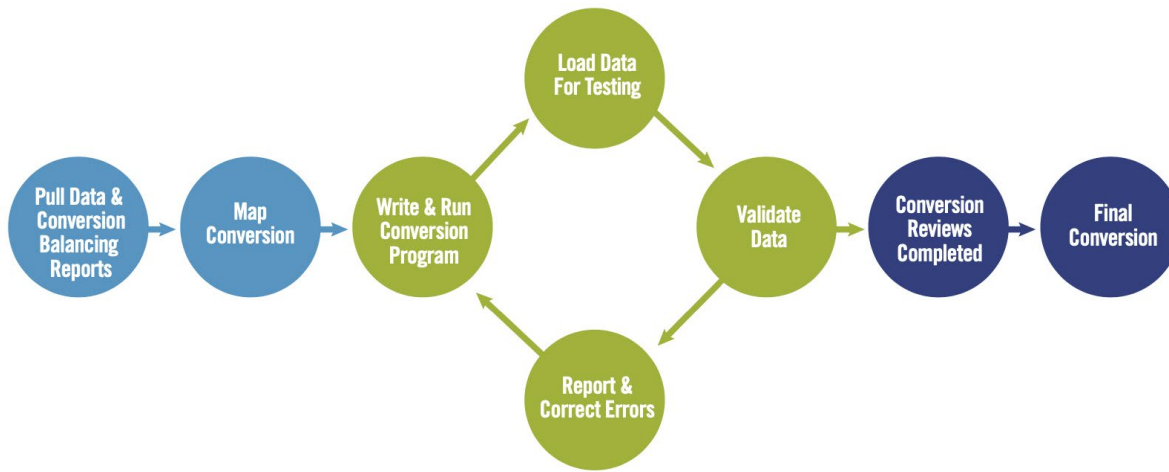 Pull Data &
Conversion
Balancing
Reports
Map
Conversion
Write & Run
Conversion
Program
Load Data
For Testing
Validate
Data
Report &
Correct Errors
Conversion
Reviews
Completed
Final
Conversion